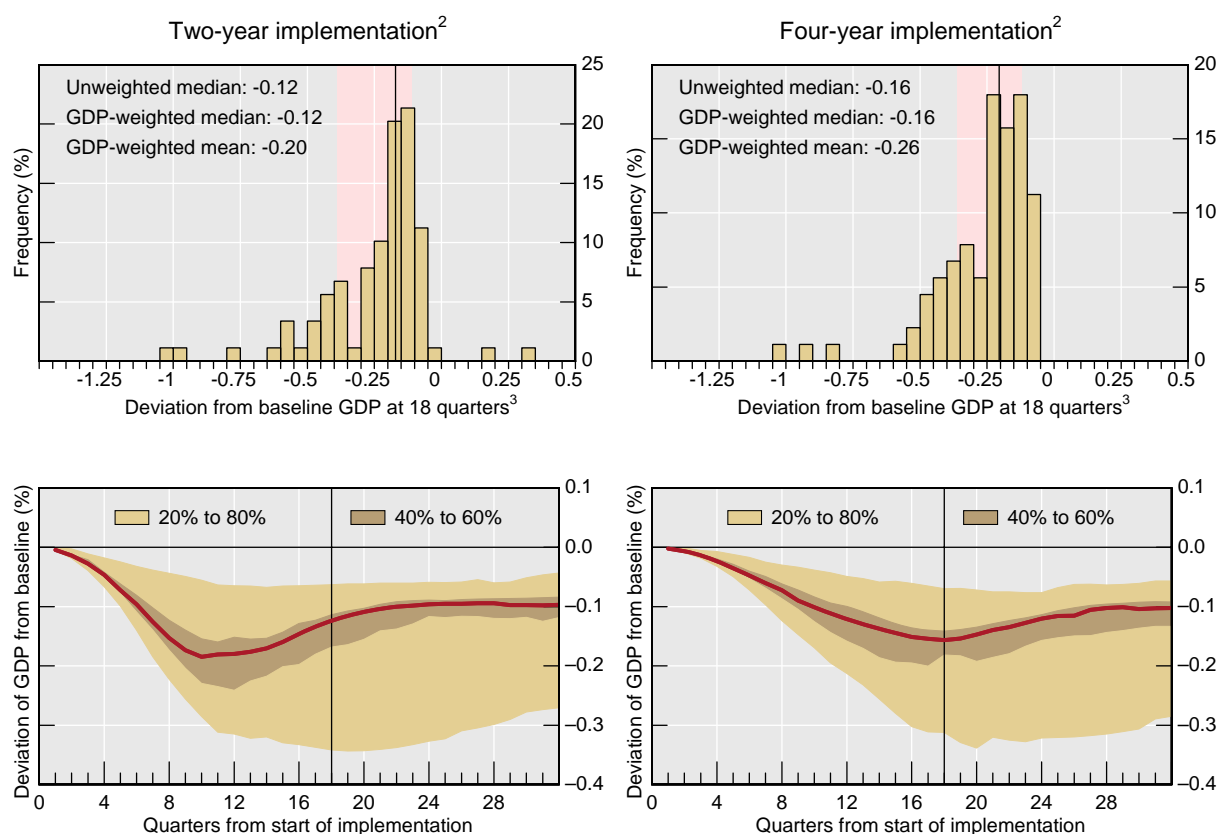 Two-year implementation2
Unweighted median: -0.12
GDP-weighted median: -0.12
GDP-weighted mean: -0.20
Frequency (%)
25
20
15
10
5
0
-1.25 -1 -0.75 -0.5 -0.25 0 0.25 0.5
Deviation from baseline GDP at 18 quarters3
Four-year implementation2
Unweighted median: -0.16
GDP-weighted median: -0.16
GDP-weighted mean: -0.26
Frequency (%)
20
15
10
5
0
-1.25 -1 -0.75 -0.5 -0.25 0 0.25 0.5
Deviation from baseline GDP at 18 quarters3
Deviation of GDP from baseline (%)
20% to 80% 40% to 60%
0.1
0.0
–0.1
–0.2
–0.3
–0.4
0 4 8 12 16 20 24 28
Quarters from start of implementation
Deviation of GDP from baseline (%)
20% to 80% 40% to 60%
0.1
0.0
–0.1
–0.2
–0.3
–0.4
0 4 8 12 16 20 24 28
Quarters from start of implementation